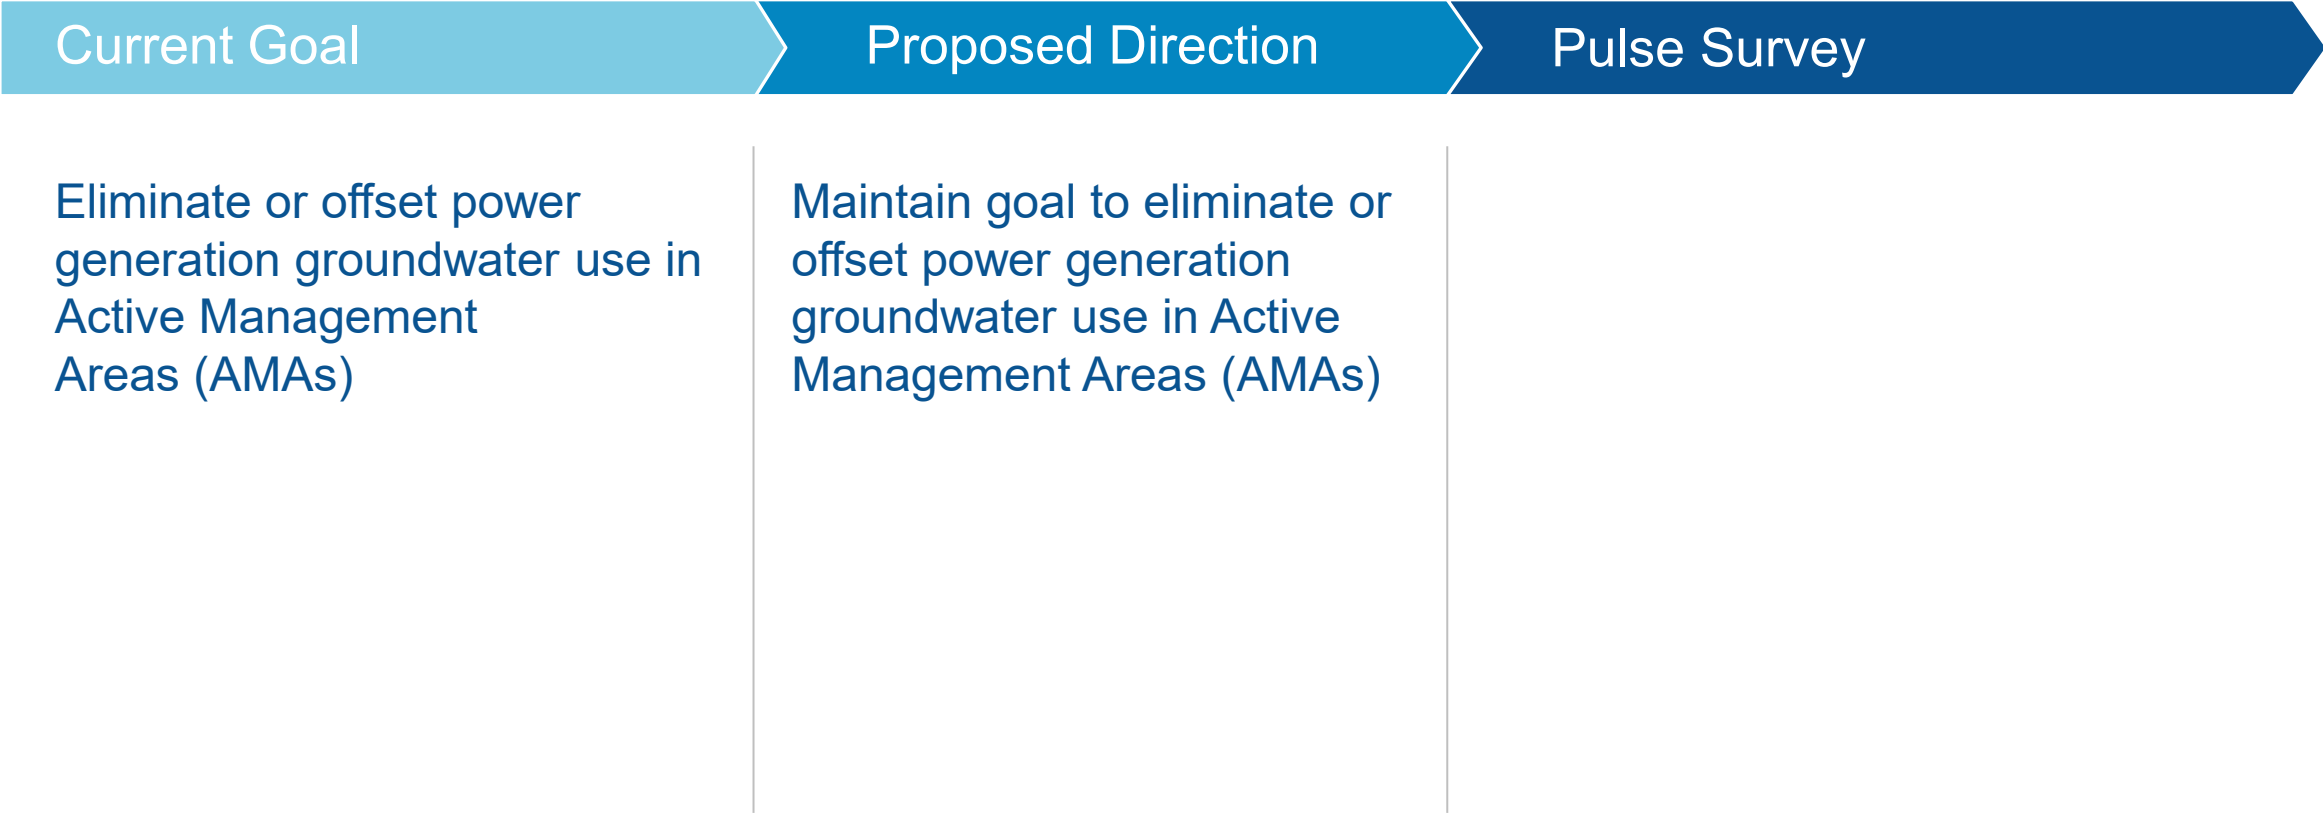 Current Goal
Proposed Direction
Pulse Survey
Eliminate or offset power
generation groundwater use in
Active Management
Areas (AMAs)
Maintain goal to eliminate or
offset power generation
groundwater use in Active
Management Areas (AMAs)